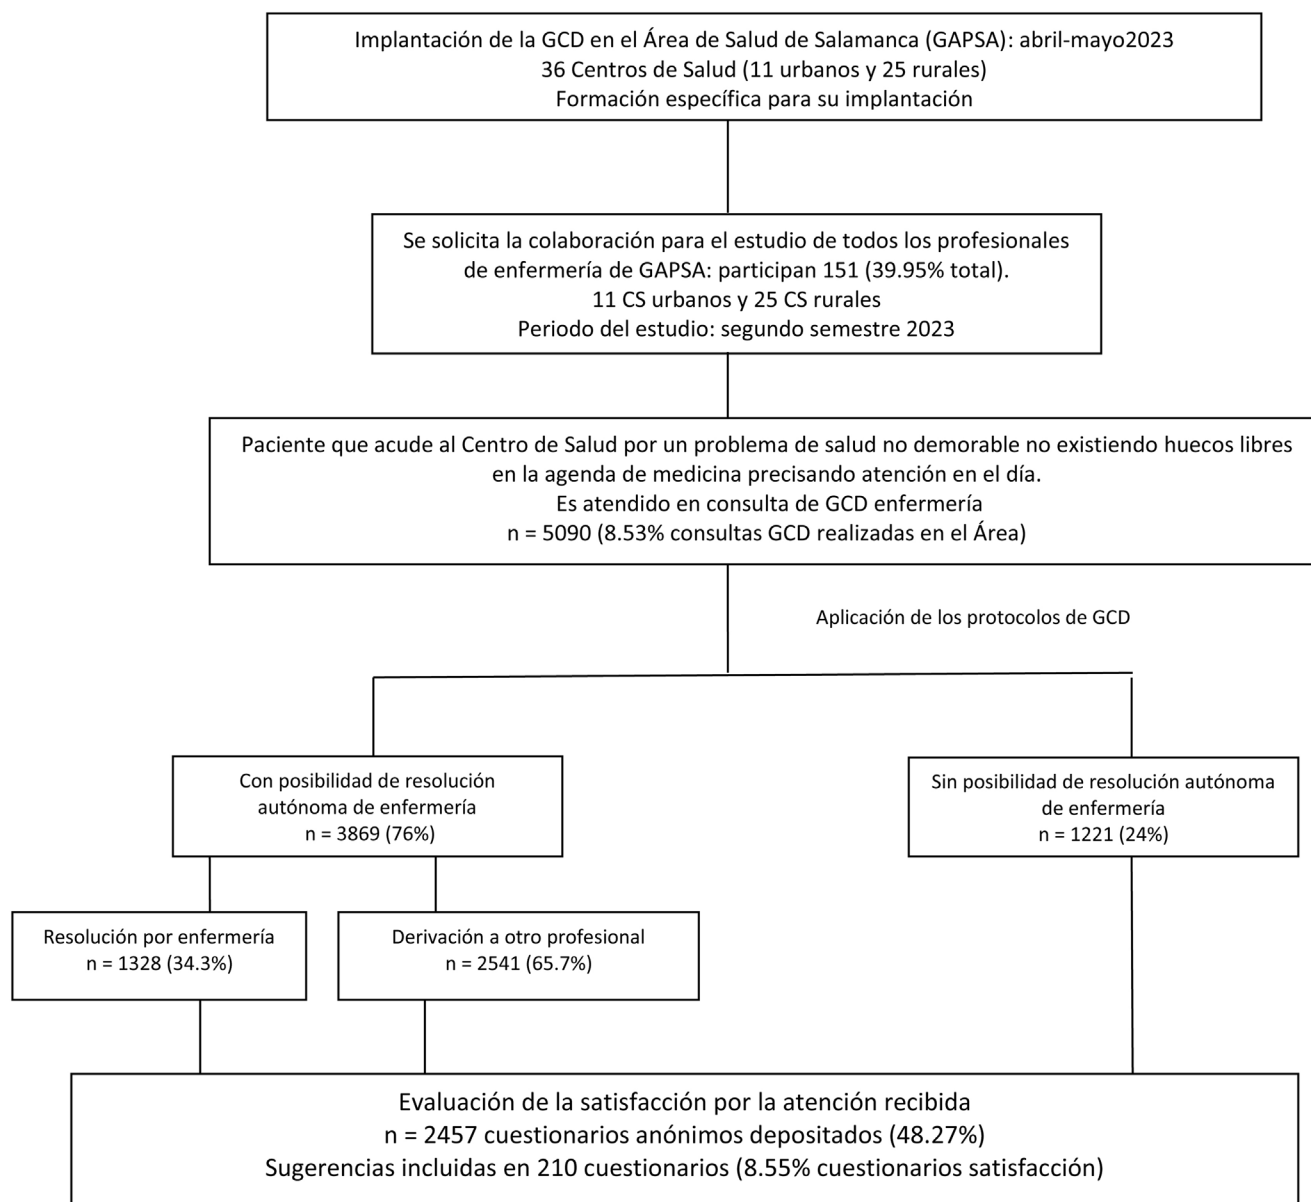 Implantación de la GCD en el Área de Salud de Salamanca (GAPSA): abril-mayo2023
36 Centros de Salud (11 urbanos y 25 rurales)
Formación específica para su implantación
Se solicita la colaboración para el estudio de todos los profesionales
de enfermería de GAPSA: participan 151 (39.95% total).
11 CS urbanos y 25 CS rurales
Periodo del estudio: segundo semestre 2023
Paciente que acude al Centro de Salud por un problema de salud no demorable no existiendo huecos libres
en la agenda de medicina precisando atención en el día.
Es atendido en consulta de GCD enfermería
n = 5090 (8.53% consultas GCD realizadas en el Área)
Aplicación de los protocolos de GCD
Con posibilidad de resolución
autónoma de enfermería
n = 3869 (76%)
Sin posibilidad de resolución autónoma
de enfermería
n = 1221 (24%)
Resolución por enfermería
n = 1328 (34.3%)
Derivación a otro profesional
n = 2541 (65.7%)
Evaluación de la satisfacción por la atención recibida
n = 2457 cuestionarios anónimos depositados (48.27%)
Sugerencias incluidas en 210 cuestionarios (8.55% cuestionarios satisfacción)